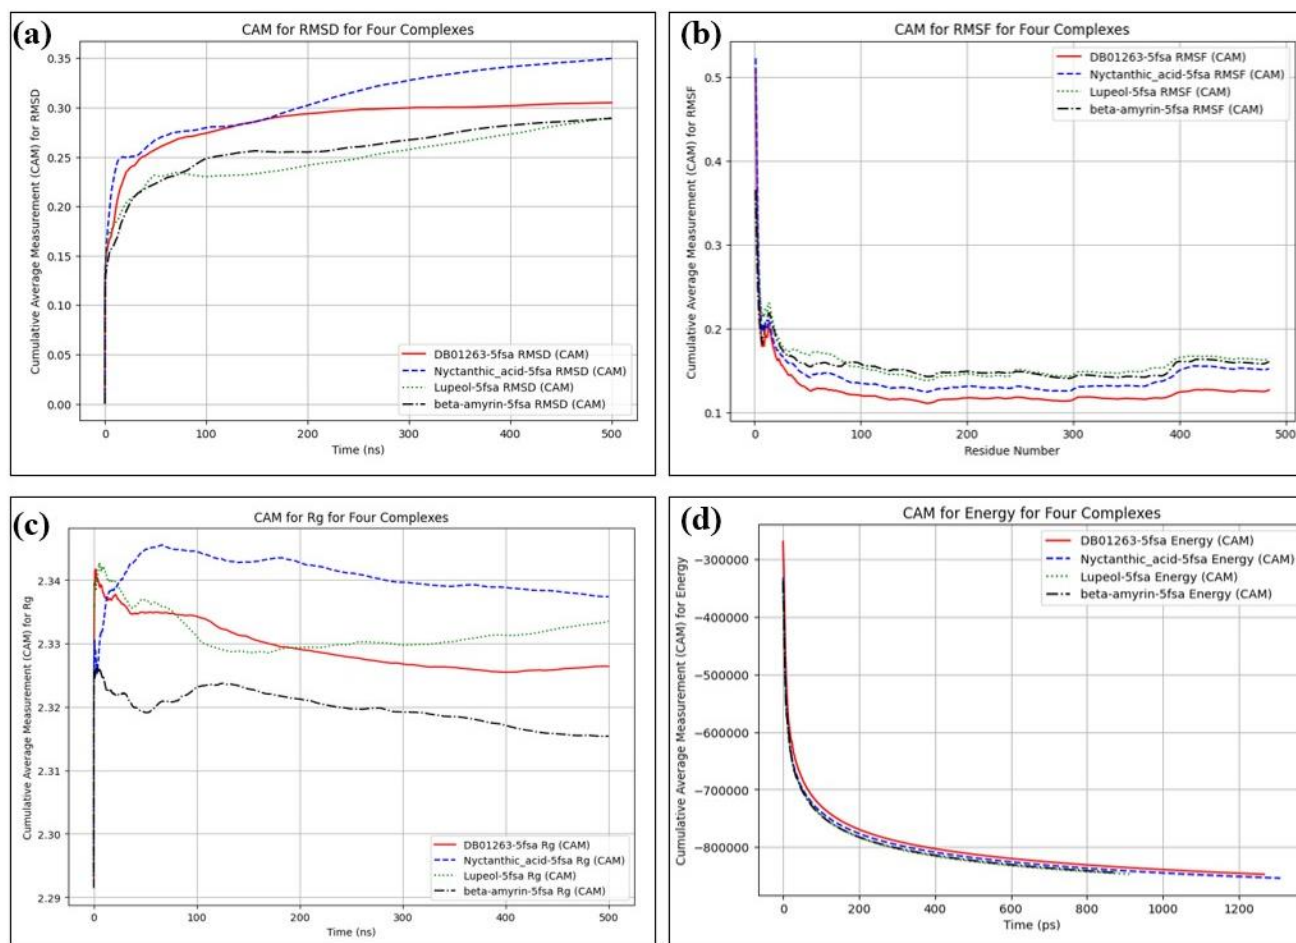 (a)
CAM for RMSD for Four Complexes
Cumulative Average Measurement (CAM) for RMSD
0.35
0.30
0.25
0.20
0.15
0.10
0.05
0.00
DB01263-5fsa RMSD (CAM)
Nyctanthic_acid-5fsa RMSD (CAM)
Lupeol-5fsa RMSD (CAM)
beta-amyrin-5fsa RMSD (CAM)
0 100 200 300 400 500
Time (ns)
(b)
CAM for RMSF for Four Complexes
Cumulative Average Measurement (CAM) for RMSF
DB01263-5fsa RMSF (CAM)
Nyctanthic_acid-5fsa RMSF (CAM)
Lupeol-5fsa RMSF (CAM)
beta-amyrin-5fsa RMSF (CAM)
0.5
0.4
0.3
0.2
0.1
0 100 200 300 400 500
Residue Number
(c)
CAM for Rg for Four Complexes
Cumulative Average Measurement (CAM) for Rg
2.34
2.33
2.32
2.31
2.30
2.29
DB01263-5fsa Rg (CAM)
Nyctanthic_acid-5fsa Rg (CAM)
Lupeol-5fsa Rg (CAM)
beta-amyrin-5fsa Rg (CAM)
0 100 200 300 400 500
Time (ns)
(d)
CAM for Energy for Four Complexes
Cumulative Average Measurement (CAM) for Energy
DB01263-5fsa Energy (CAM)
Nyctanthic_acid-5fsa Energy (CAM)
Lupeol-5fsa Energy (CAM)
beta-amyrin-5fsa Energy (CAM)
−300000
−400000
−500000
−600000
−700000
−800000
0 200 400 600 800 1000 1200
Time (ps)